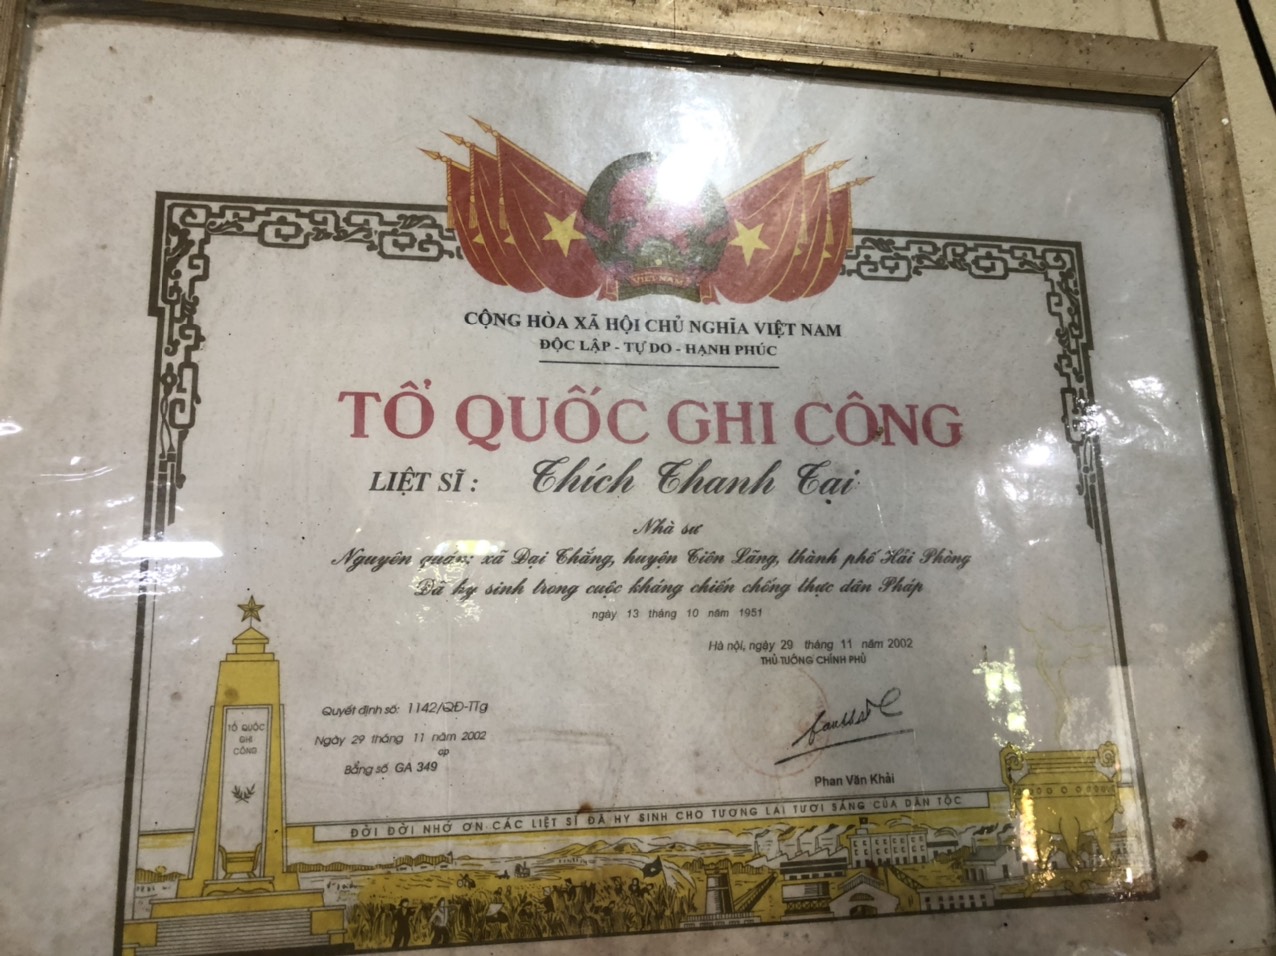 VIỆT NAM
CỘNG HÒA XÃ HỘI CHỦ NGHĨA VIỆT NAM
ĐỘC LẬP - TỰ DO - HẠNH PHÚC
TỔ QUỐC GHI CÔNG
LIỆT SĨ : Thích Thanh Tại
Nhà sư
Nguyên quán: xã Đại Thắng, huyện Tiên Lãng, thành phố Hải Phòng
Đã hy sinh trong cuộc kháng chiến chống thực dân Pháp
ngày 13 tháng 10 năm 1951
Hà nội, ngày 29 tháng 11 năm 2002
THỦ TƯỚNG CHÍNH PHỦ
Quyết định số: 1142/QĐ-TTg
Ngày 29 tháng 11 năm 2002
Bằng số GA 349 ap
Phan Văn Khải
TỔ QUỐC
GHI
CÔNG
ĐỜI ĐỜI NHỚ ƠN CÁC LIỆT SĨ ĐÃ HY SINH CHO TƯƠNG LAI TƯƠI SÁNG CỦA DÂN TỘC